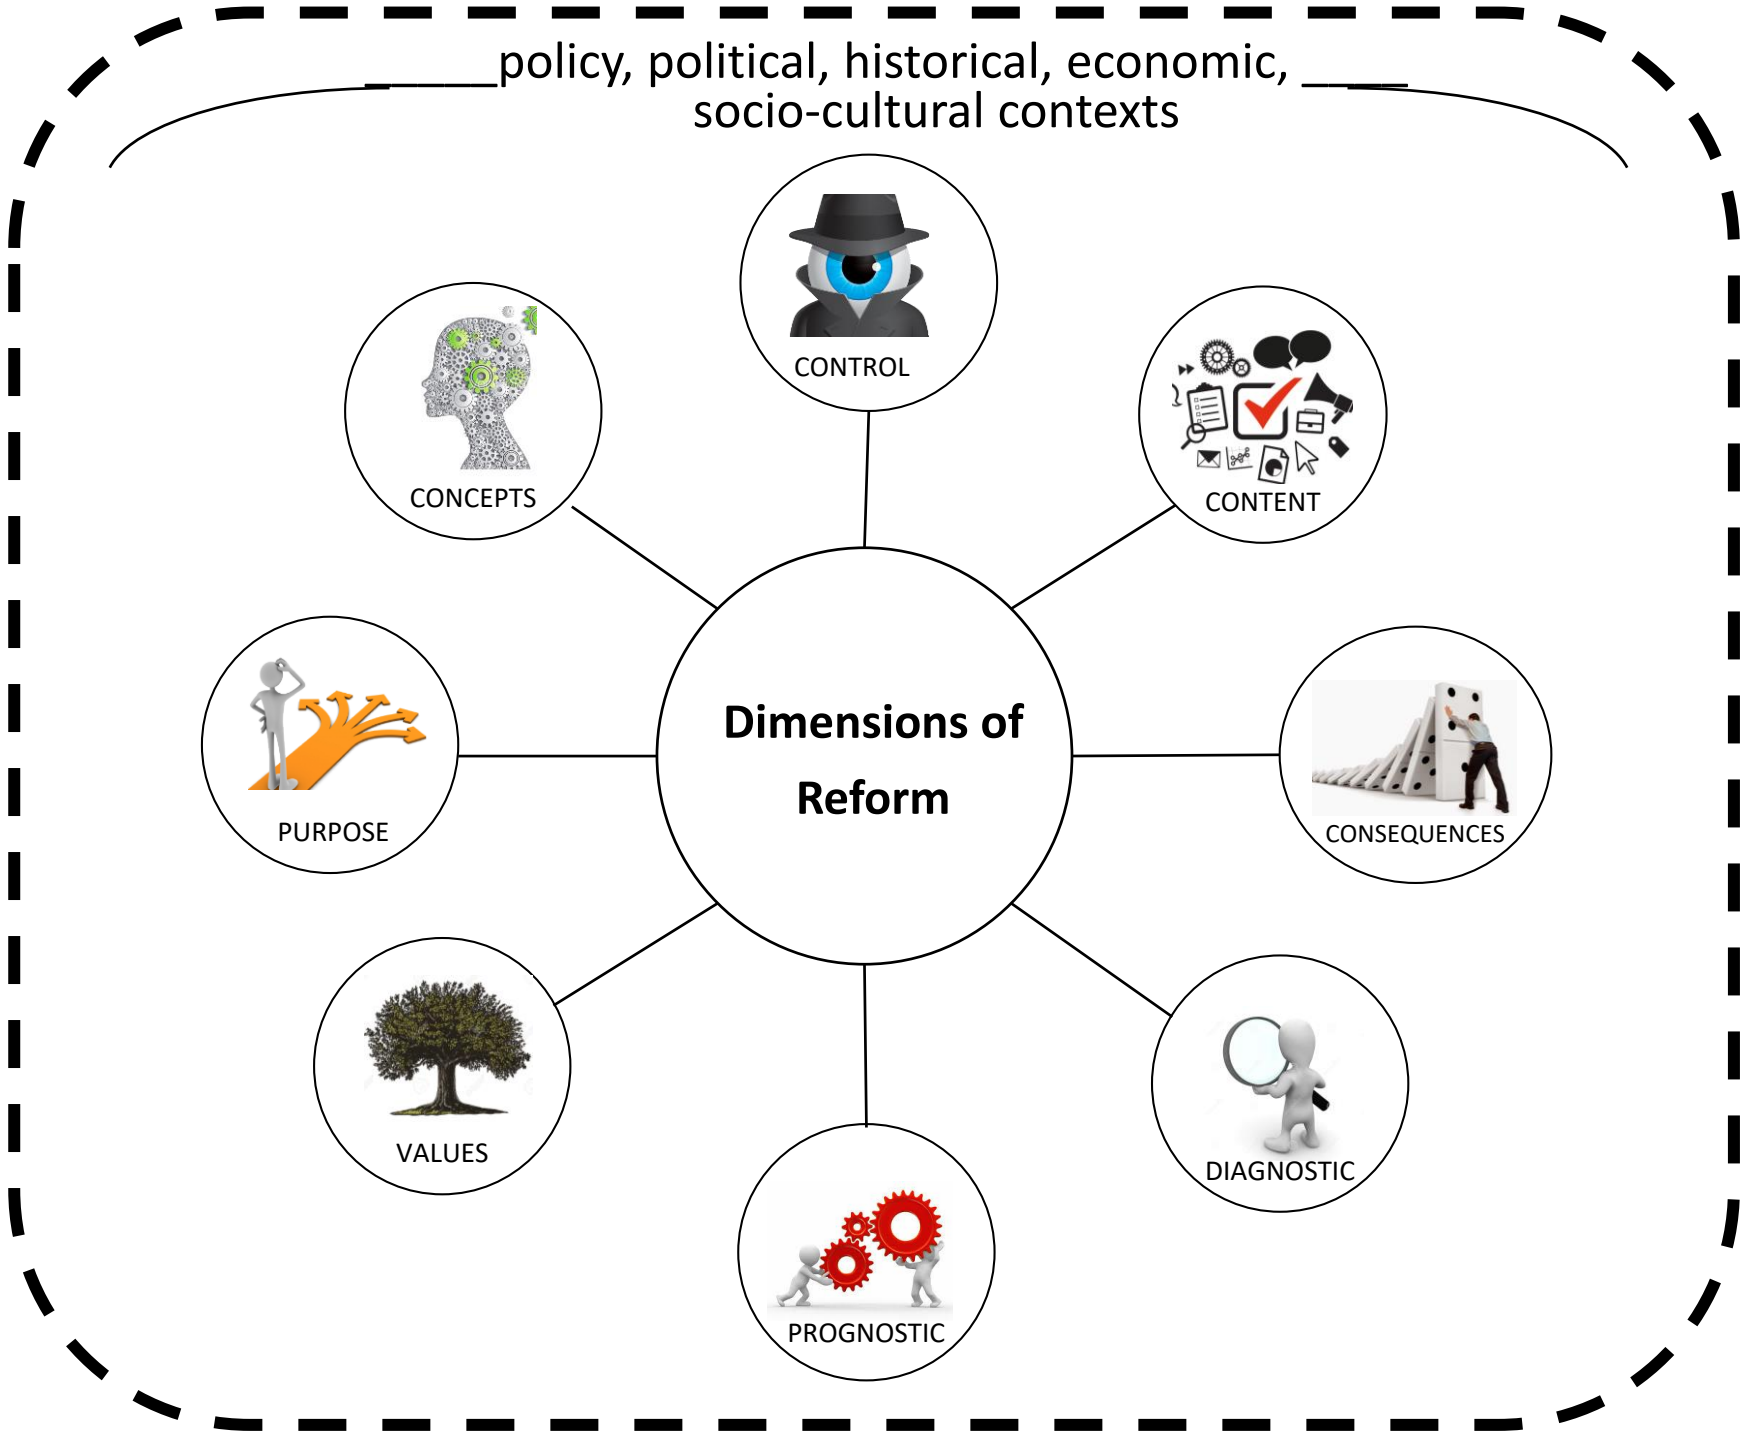 _____policy, political, historical, economic, ____
socio-cultural contexts
CONTROL
CONCEPTS
CONTENT
Dimensions of
Reform
PURPOSE
CONSEQUENCES
VALUES
DIAGNOSTIC
PROGNOSTIC